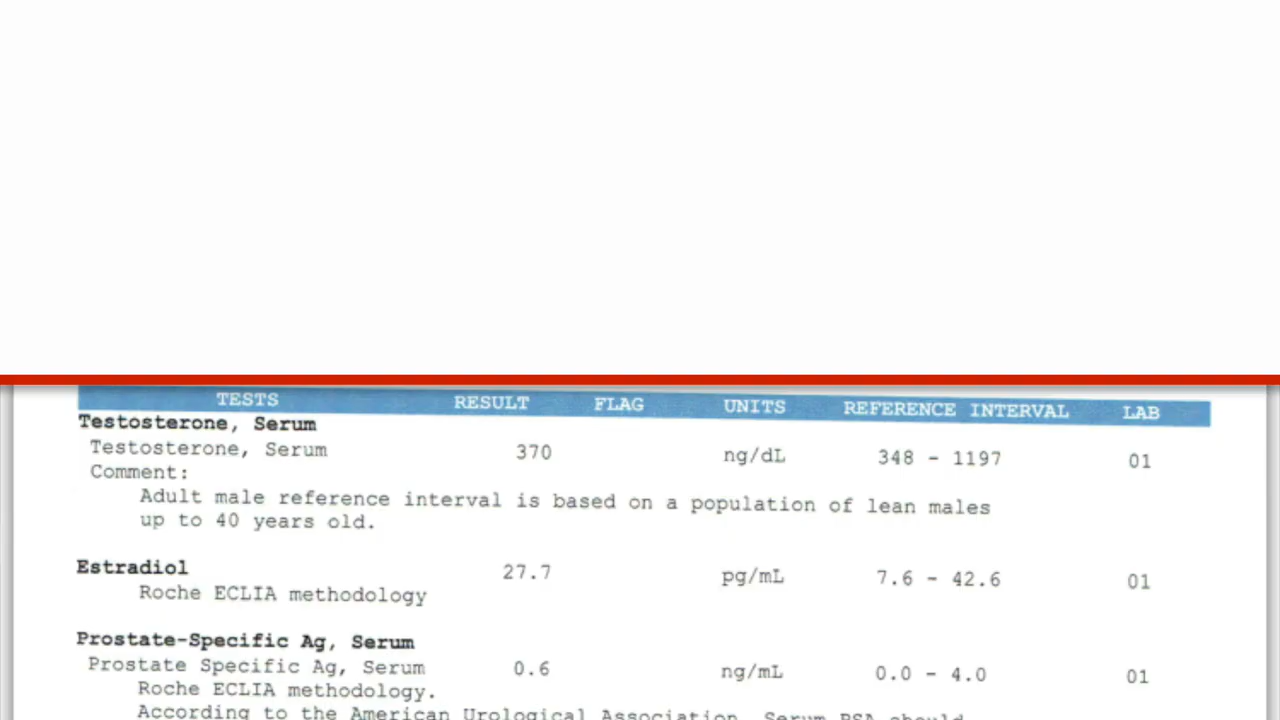 TESTS RESULT FLAG UNITS REFERENCE INTERVAL LAB
Testosterone, Serum
Testosterone, Serum 370 ng/dL 348 - 1197 01
Comment:
Adult male reference interval is based on a population of lean males
up to 40 years old.
Estradiol 27.7 pg/mL 7.6 - 42.6 01
Roche ECLIA methodology
Prostate-Specific Ag, Serum
Prostate Specific Ag, Serum 0.6 ng/mL 0.0 - 4.0 01
Roche ECLIA methodology.
According to the American Urological Association, Serum PSA should